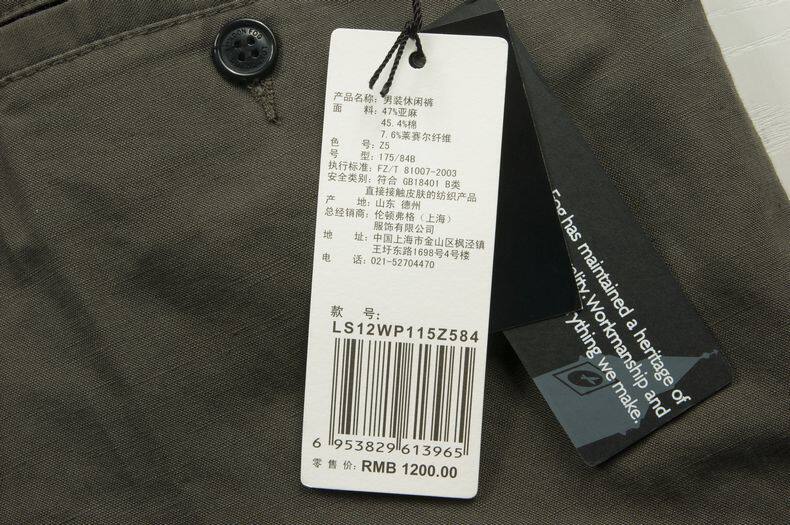 LONDON FOG
产品名称：男装休闲裤
面 料：47%亚麻
45.4%棉
7.6%莱赛尔纤维
色 号：Z5
号 型：175/84B
执行标准：FZ/T 81007-2003
安全类别：符合 GB18401 B类
直接接触皮肤的纺织产品
产 地：山东 德州
总经销商：伦顿弗格（上海）
服饰有限公司
地 址：中国上海市金山区枫泾镇
王圩东路1698号4号楼
电 话：021-52704470
款 号：
LS12WP115Z584
6 953829 613965
零 售 价：RMB 1200.00
Fog has maintained a heritage of
Workmanship and
we make.